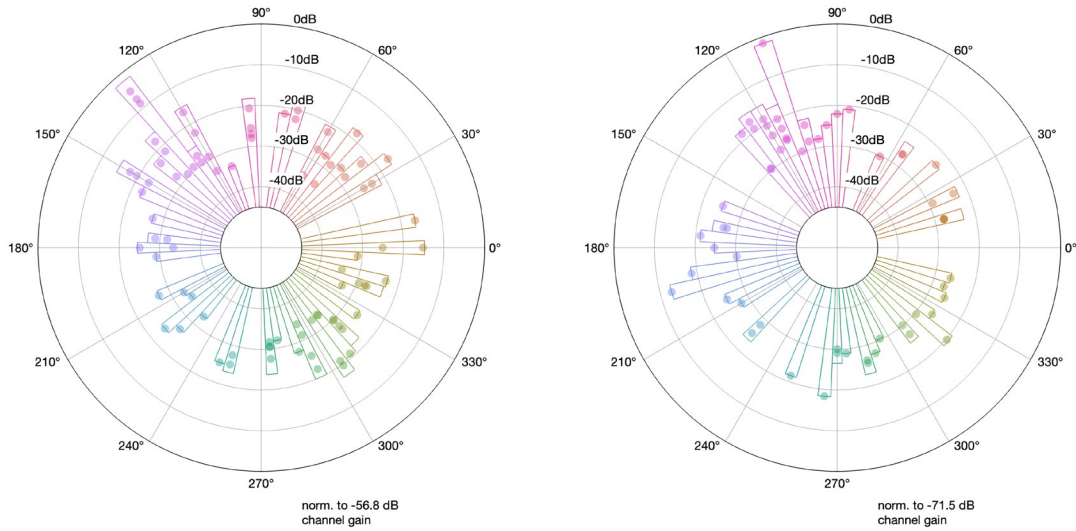 90°
0dB
120°
60°
-10dB
-20dB
150°
30°
-30dB
-40dB
180°
0°
210°
330°
240°
300°
270°
norm. to -56.8 dB
channel gain
90°
0dB
120°
60°
-10dB
-20dB
150°
30°
-30dB
-40dB
180°
0°
210°
330°
240°
300°
270°
norm. to -71.5 dB
channel gain